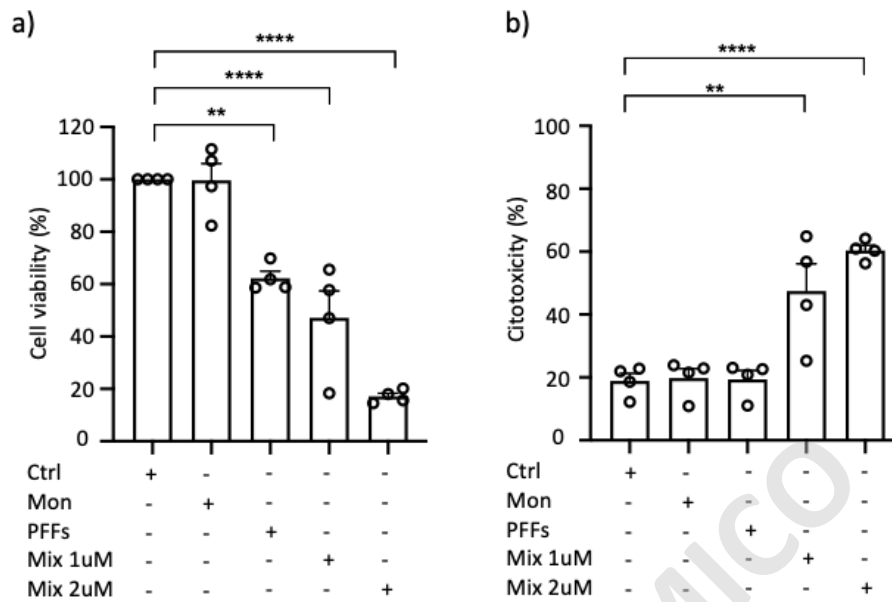 a)
b)
****
****
**
****
**
Cell viability (%)
120
100
80
60
40
20
0
Citotoxicity (%)
100
80
60
40
20
0
Ctrl + - - - -
Mon - + - - -
PFFs - - + - -
Mix 1uM - - - + -
Mix 2uM - - - - +
Ctrl + - - - -
Mon - + - - -
PFFs - - + - -
Mix 1uM - - - + -
Mix 2uM - - - - +